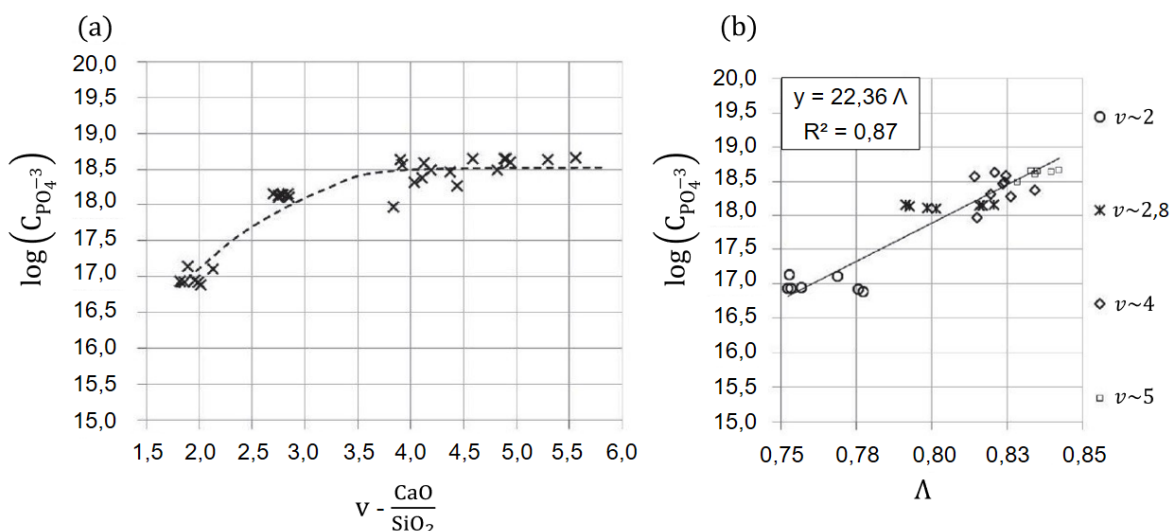 (a)
20,0
19,5
19,0
18,5
18,0
17,5
17,0
16,5
16,0
15,5
15,0
log (C_PO₄⁻³)
1,5 2,0 2,5 3,0 3,5 4,0 4,5 5,0 5,5 6,0
v - CaO/SiO₂
(b)
20,0
19,5
19,0
18,5
18,0
17,5
17,0
16,5
16,0
15,5
15,0
log (C_PO₄⁻³)
y = 22,36 Λ
R² = 0,87
0,75 0,78 0,80 0,83 0,85
Λ
v~2
v~2,8
v~4
v~5